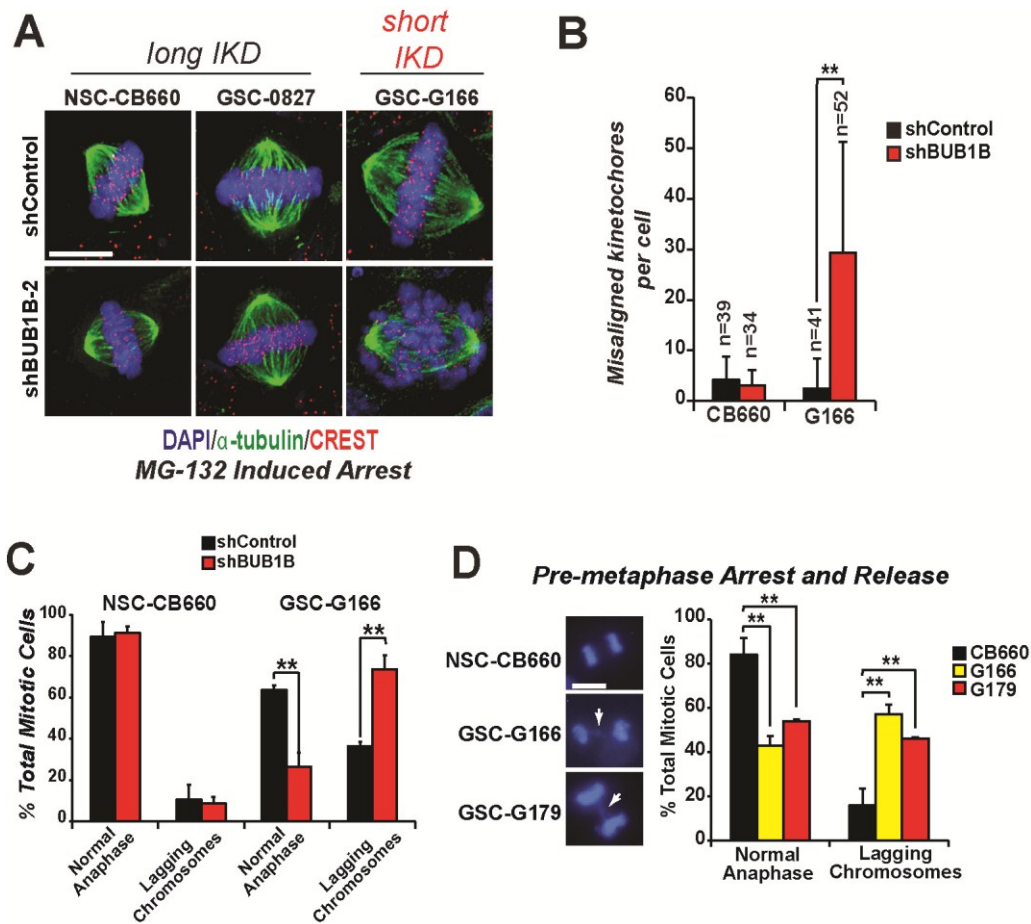 A
long IKD
short
IKD
NSC-CB660
GSC-0827
GSC-G166
shControl
shBUB1B-2
DAPI/α-tubulin/CREST
MG-132 Induced Arrest
B
Misaligned kinetochores
per cell
60
50
40
30
20
10
0
n=39
n=34
n=41
n=52
**
CB660
G166
shControl
shBUB1B
C
shControl
shBUB1B
NSC-CB660
GSC-G166
% Total Mitotic Cells
100
80
60
40
20
0
**
**
Normal
Anaphase
Lagging
Chromosomes
Normal
Anaphase
Lagging
Chromosomes
D
Pre-metaphase Arrest and Release
NSC-CB660
GSC-G166
GSC-G179
% Total Mitotic Cells
100
80
60
40
20
0
**
**
**
**
CB660
G166
G179
Normal
Anaphase
Lagging
Chromosomes